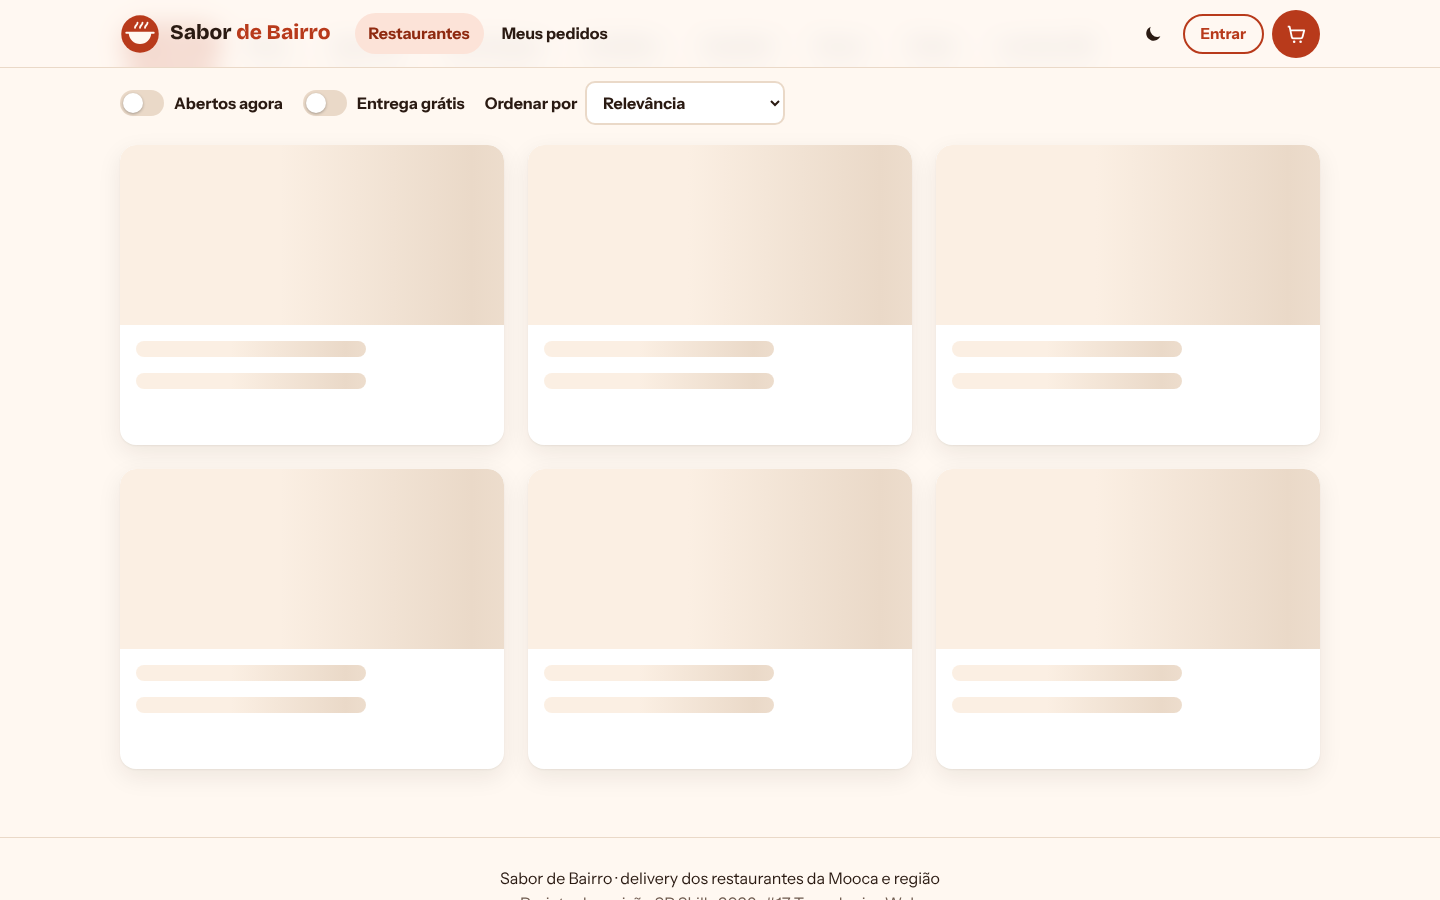 Sabor de Bairro
Restaurantes
Meus pedidos
Entrar
Abertos agora
Entrega grátis
Ordenar por
Relevância
Sabor de Bairro · delivery dos restaurantes da Mooca e região